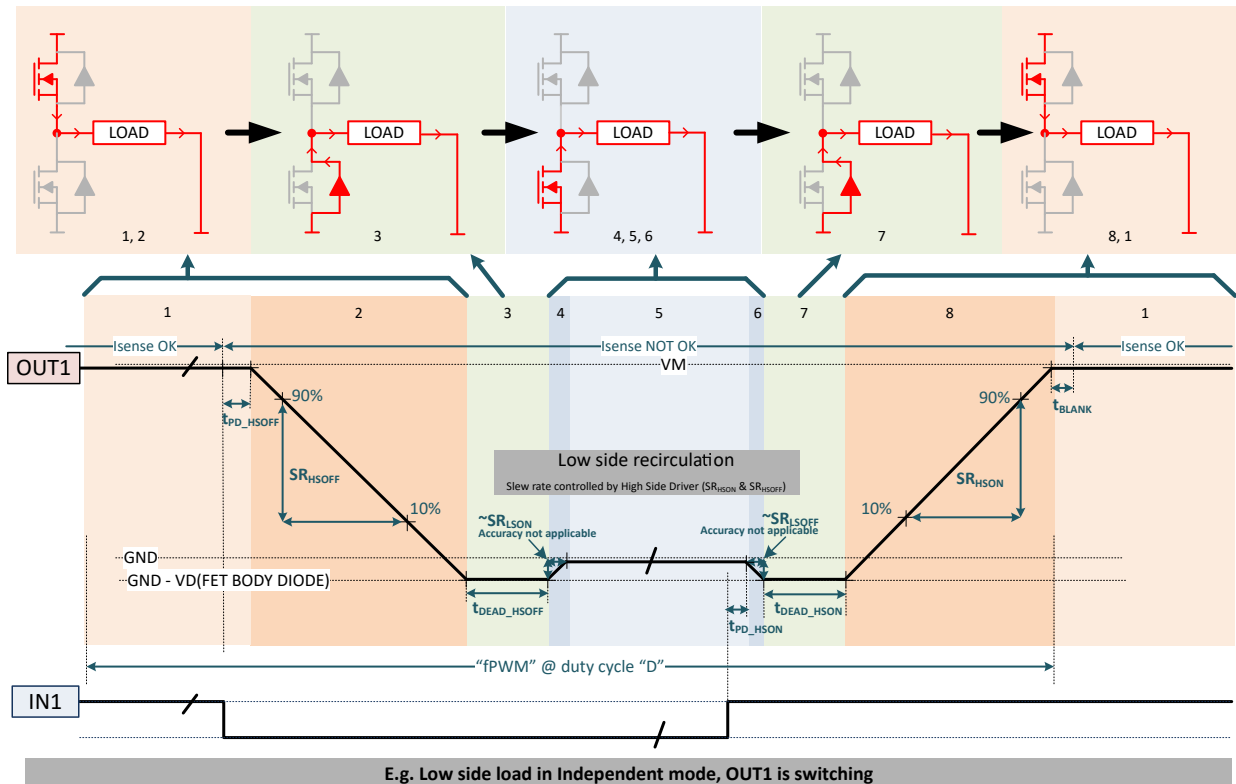 LOAD
LOAD
LOAD
LOAD
LOAD
1, 2
3
4, 5, 6
7
8, 1
1
2
3
4
5
6
7
8
1
Isense OK
Isense NOT OK
Isense OK
OUT1
VM
90%
90%
tPD_HSOFF
tBLANK
Low side recirculation
Slew rate controlled by High Side Driver (SRHSON & SRHSOFF)
SRHSOFF
SRHSON
10%
10%
~SRLSON
Accuracy not applicable
~SRLSOFF
Accuracy not applicable
GND
GND - VD(FET BODY DIODE)
tDEAD_HSOFF
tDEAD_HSON
tPD_HSON
“fPWM” @ duty cycle “D”
IN1
E.g. Low side load in Independent mode, OUT1 is switching